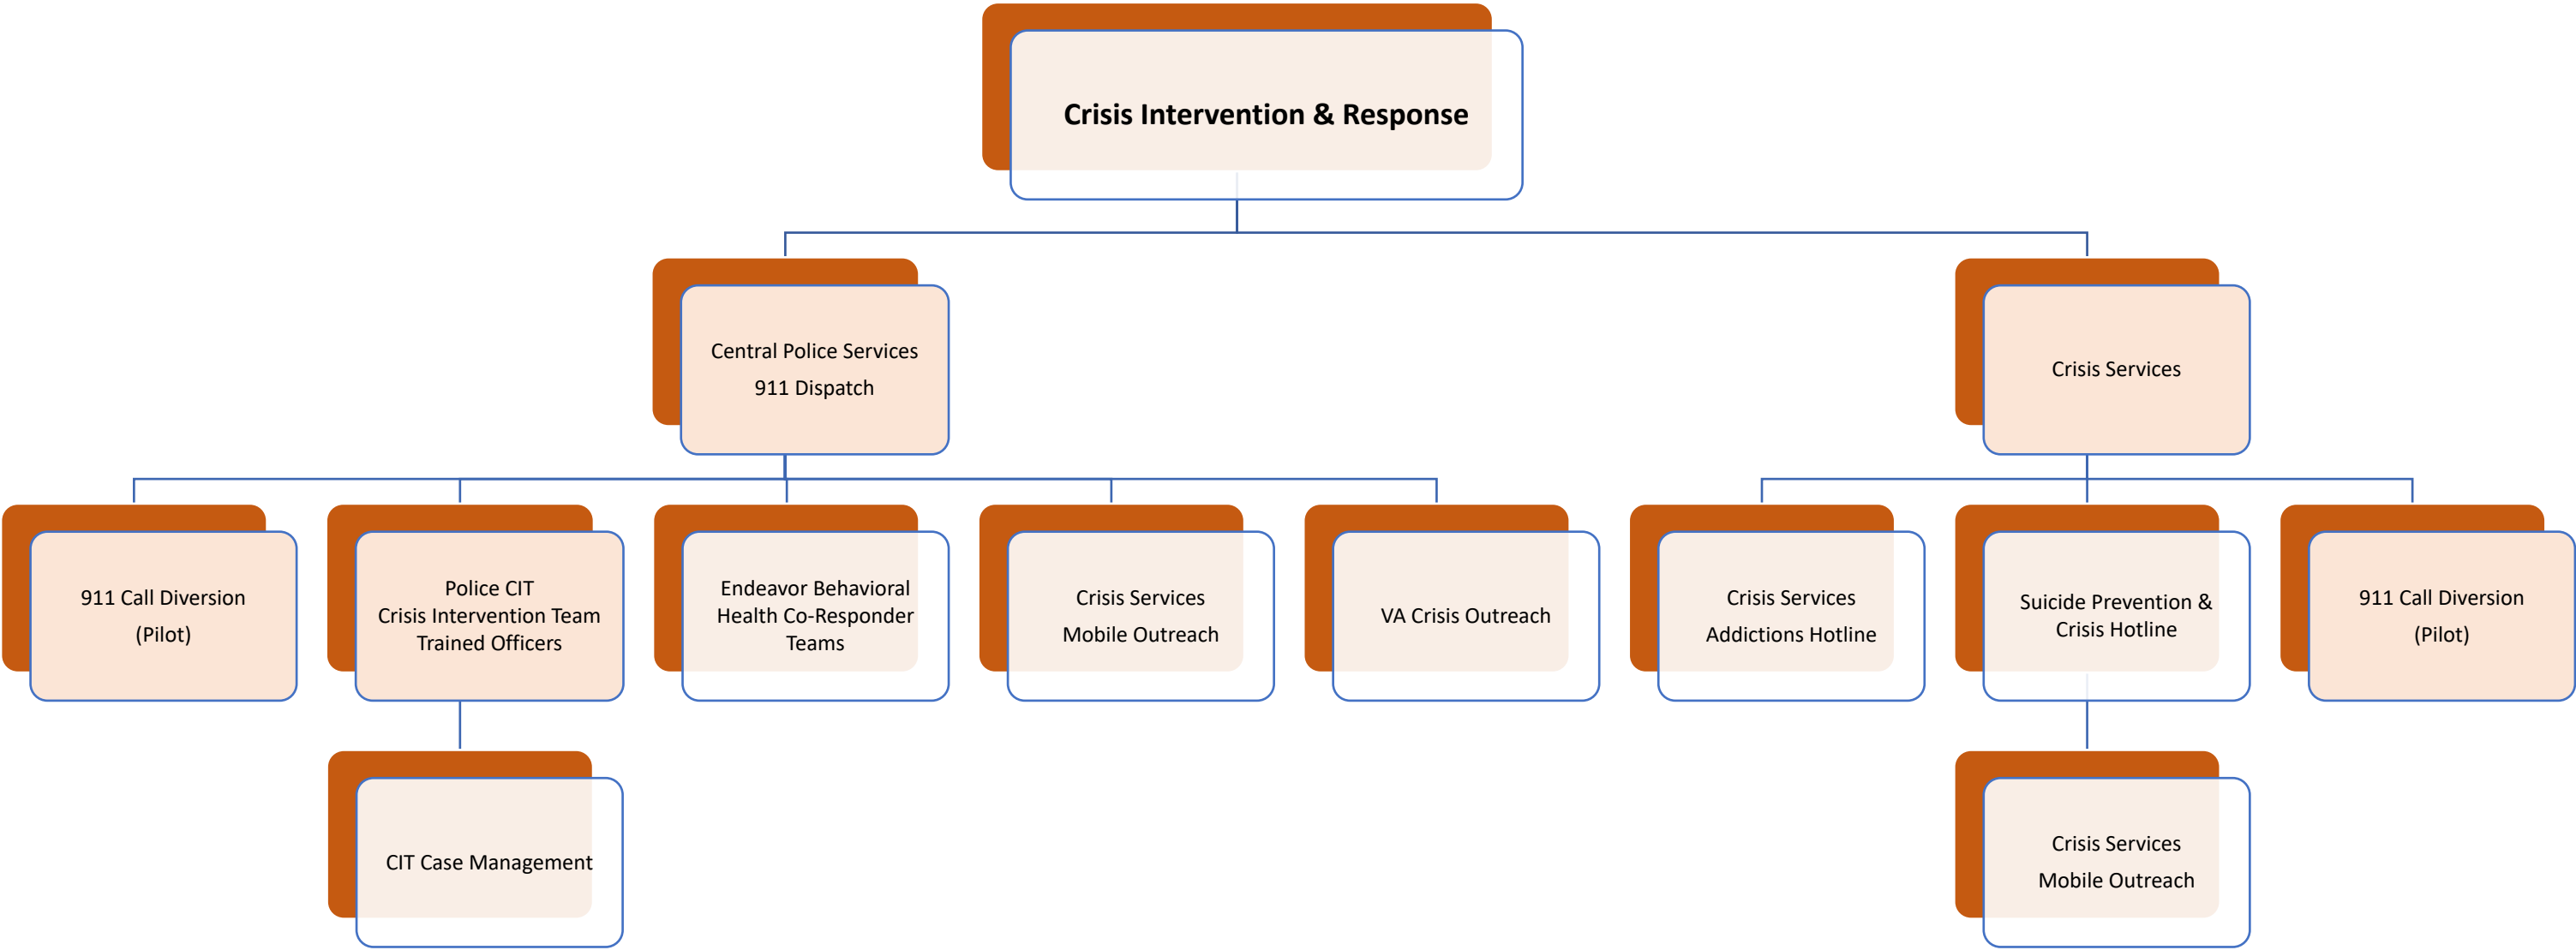 Crisis Intervention & Response
Central Police Services
911 Dispatch
Crisis Services
911 Call Diversion
(Pilot)
Police CIT
Crisis Intervention Team
Trained Officers
Endeavor Behavioral
Health Co-Responder
Teams
Crisis Services
Mobile Outreach
VA Crisis Outreach
Crisis Services
Addictions Hotline
Suicide Prevention &
Crisis Hotline
911 Call Diversion
(Pilot)
CIT Case Management
Crisis Services
Mobile Outreach